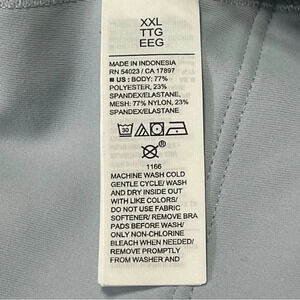 XXL
TTG
EEG
MADE IN INDONESIA
RN 54023 / CA 17897
■ US : BODY: 77%
POLYESTER, 23%
SPANDEX/ELASTANE,
MESH: 77% NYLON, 23%
SPANDEX/ELASTANE
30
1166
MACHINE WASH COLD
GENTLE CYCLE/ WASH
AND DRY INSIDE OUT
WITH LIKE COLORS/
DO NOT USE FABRIC
SOFTENER/ REMOVE BRA
PADS BEFORE WASH/
ONLY NON-CHLORINE
BLEACH WHEN NEEDED/
REMOVE PROMPTLY
FROM WASHER AND